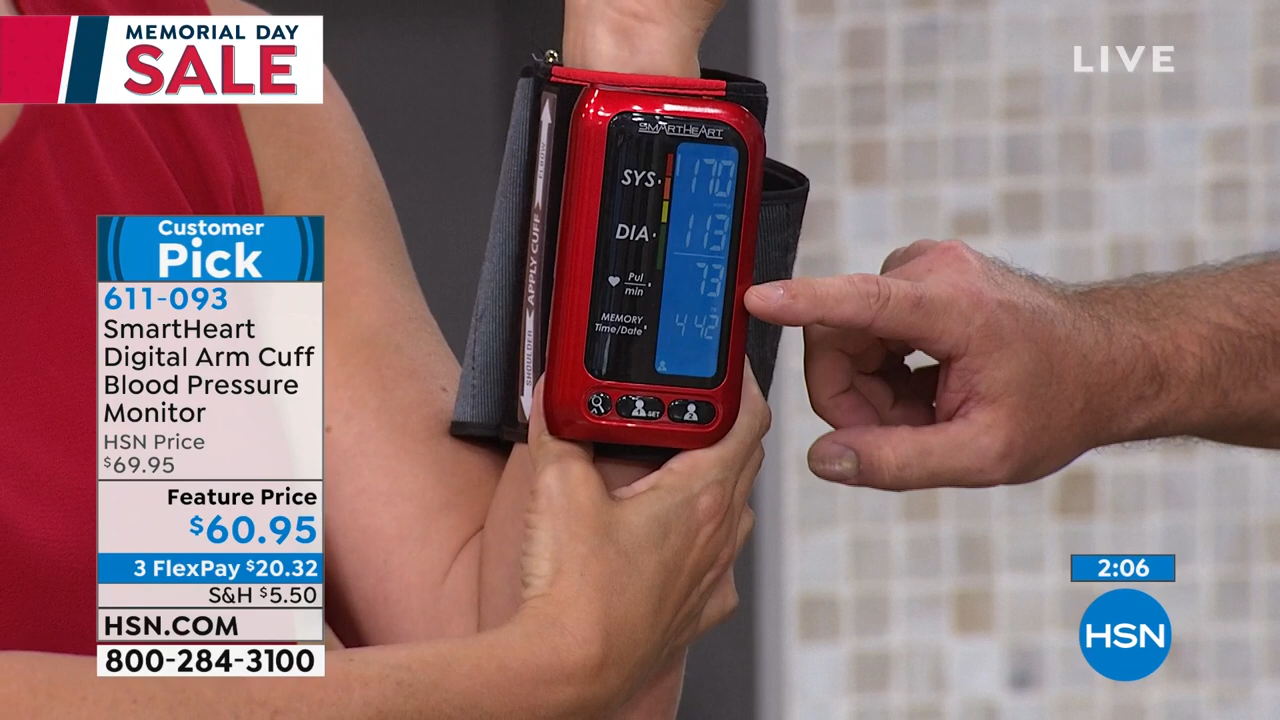 MEMORIAL DAY
SALE
LIVE
Customer
Pick
611-093
SmartHeart
Digital Arm Cuff
Blood Pressure
Monitor
HSN Price
$69.95
Feature Price
$60.95
3 FlexPay $20.32
S&H $5.50
HSN.COM
800-284-3100
SMARTHEART
SYS
170
DIA
113
Pul
min
73
MEMORY
Time/Date
4:42
SET
SHOULDER
APPLY CUFF
ELBOW
2:06
HSN